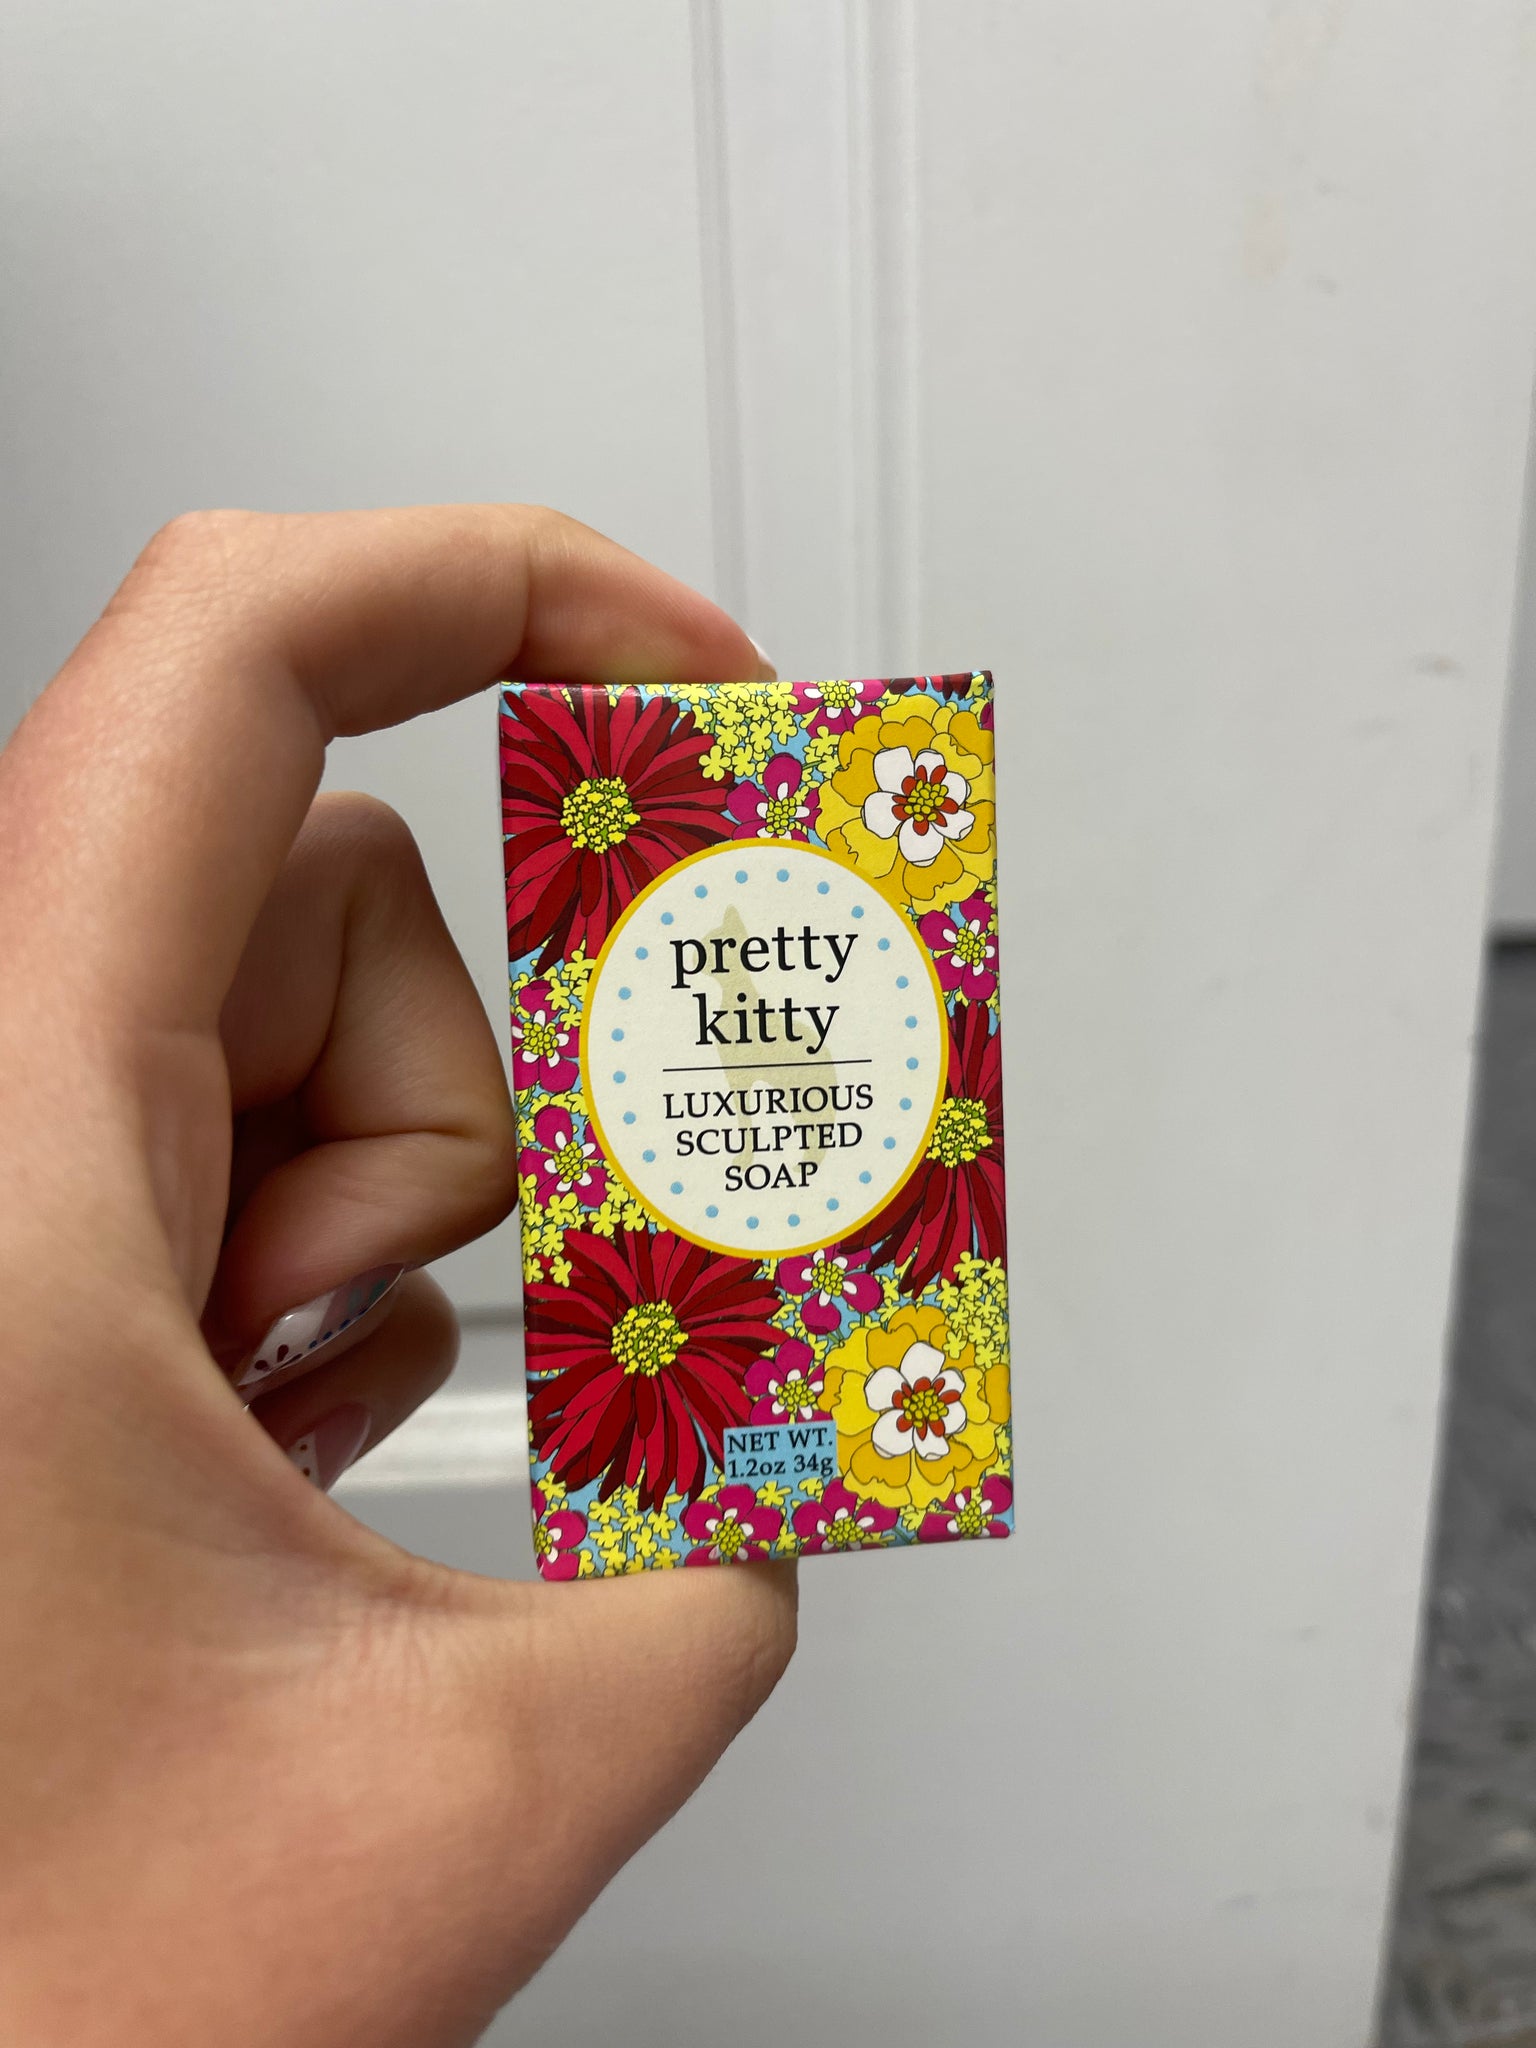 pretty
kitty
LUXURIOUS
SCULPTED
SOAP
NET WT.
1.2oz 34g